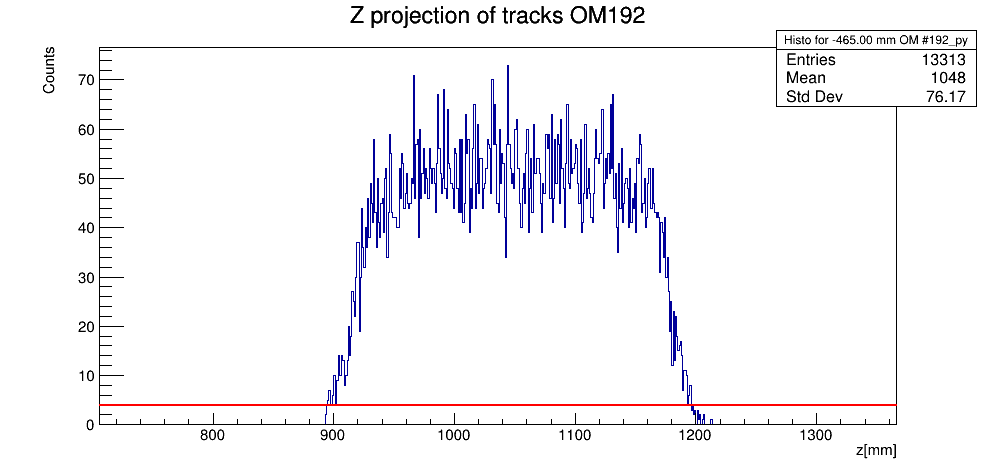 Z projection of tracks OM192
Histo for -465.00 mm OM #192_py
Entries 13313
Mean 1048
Std Dev 76.17
Counts
70
60
50
40
30
20
10
0
800 900 1000 1100 1200 1300
z[mm]